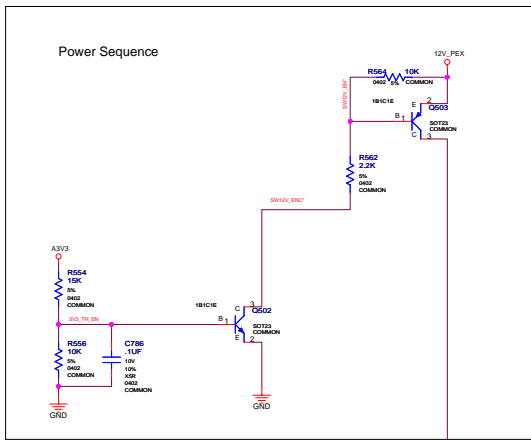 Power Sequence
12V_PEX
R564
10K
0402
5%
COMMON
SW12V_EN*
1B1C1E
E
2
Q503
B
1
SOT23
COMMON
C
3
R562
2.2K
5%
0402
COMMON
SW12V_ENC*
A3V3
R554
15K
5%
0402
COMMON
1B1C1E
C
3
Q502
3V3_TH_EN
B
1
SOT23
COMMON
E
2
R556
10K
5%
0402
COMMON
C786
.1UF
10V
10%
X5R
0402
COMMON
GND
GND